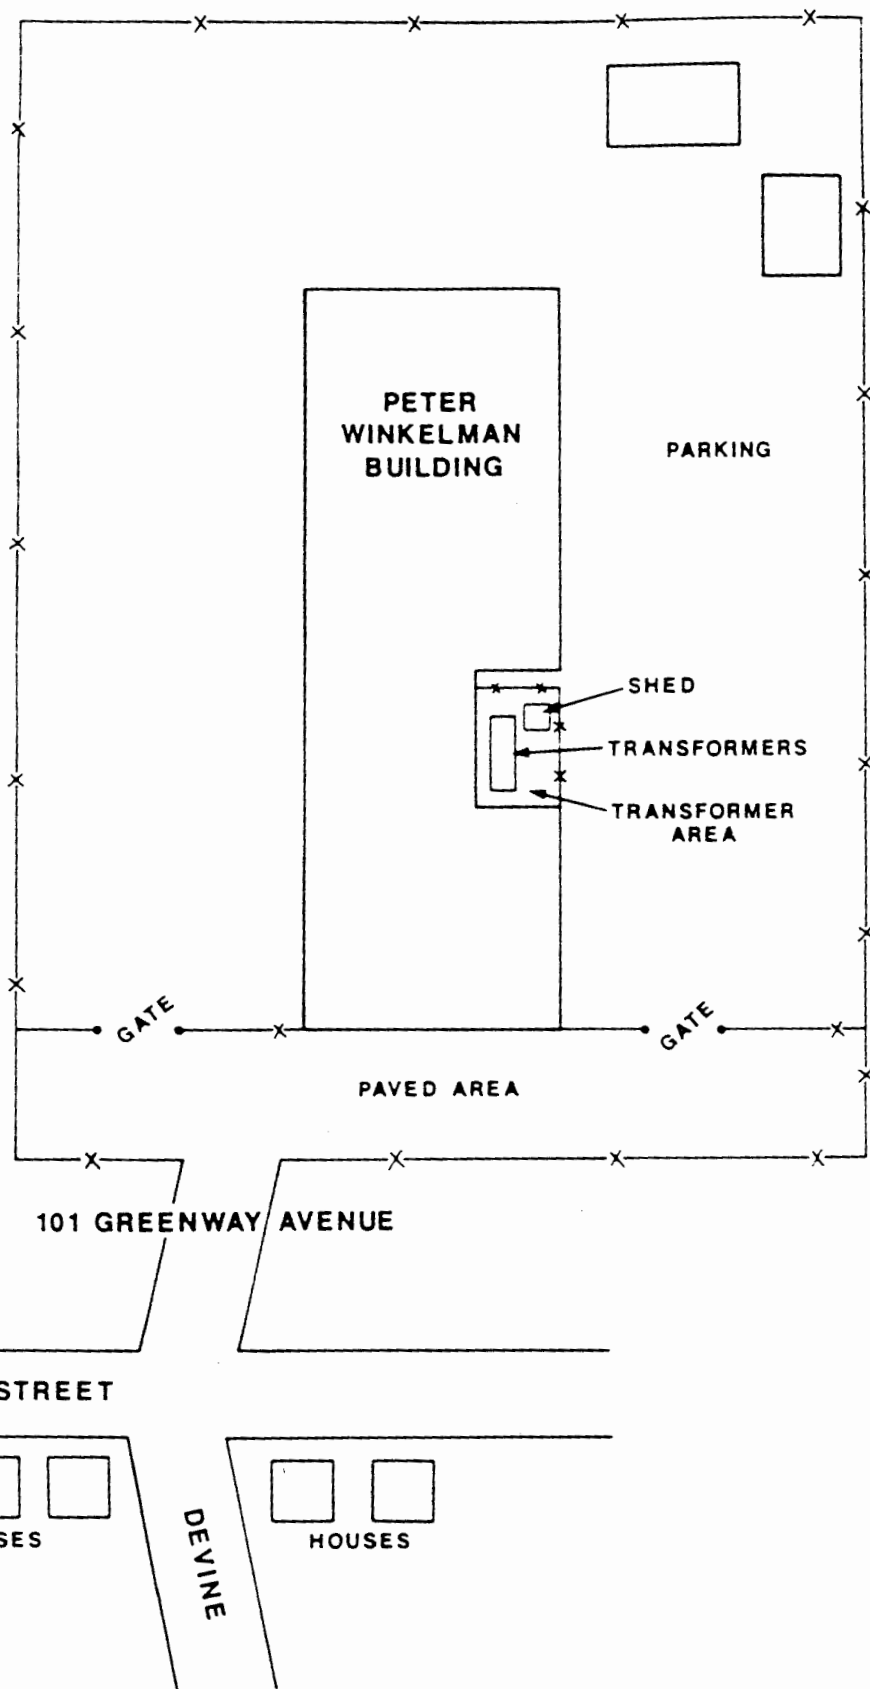 PETER
WINKELMAN
BUILDING
PARKING
SHED
TRANSFORMERS
TRANSFORMER
AREA
GATE
GATE
PAVED AREA
101 GREENWAY AVENUE
STREET
SES
HOUSES
DEVINE